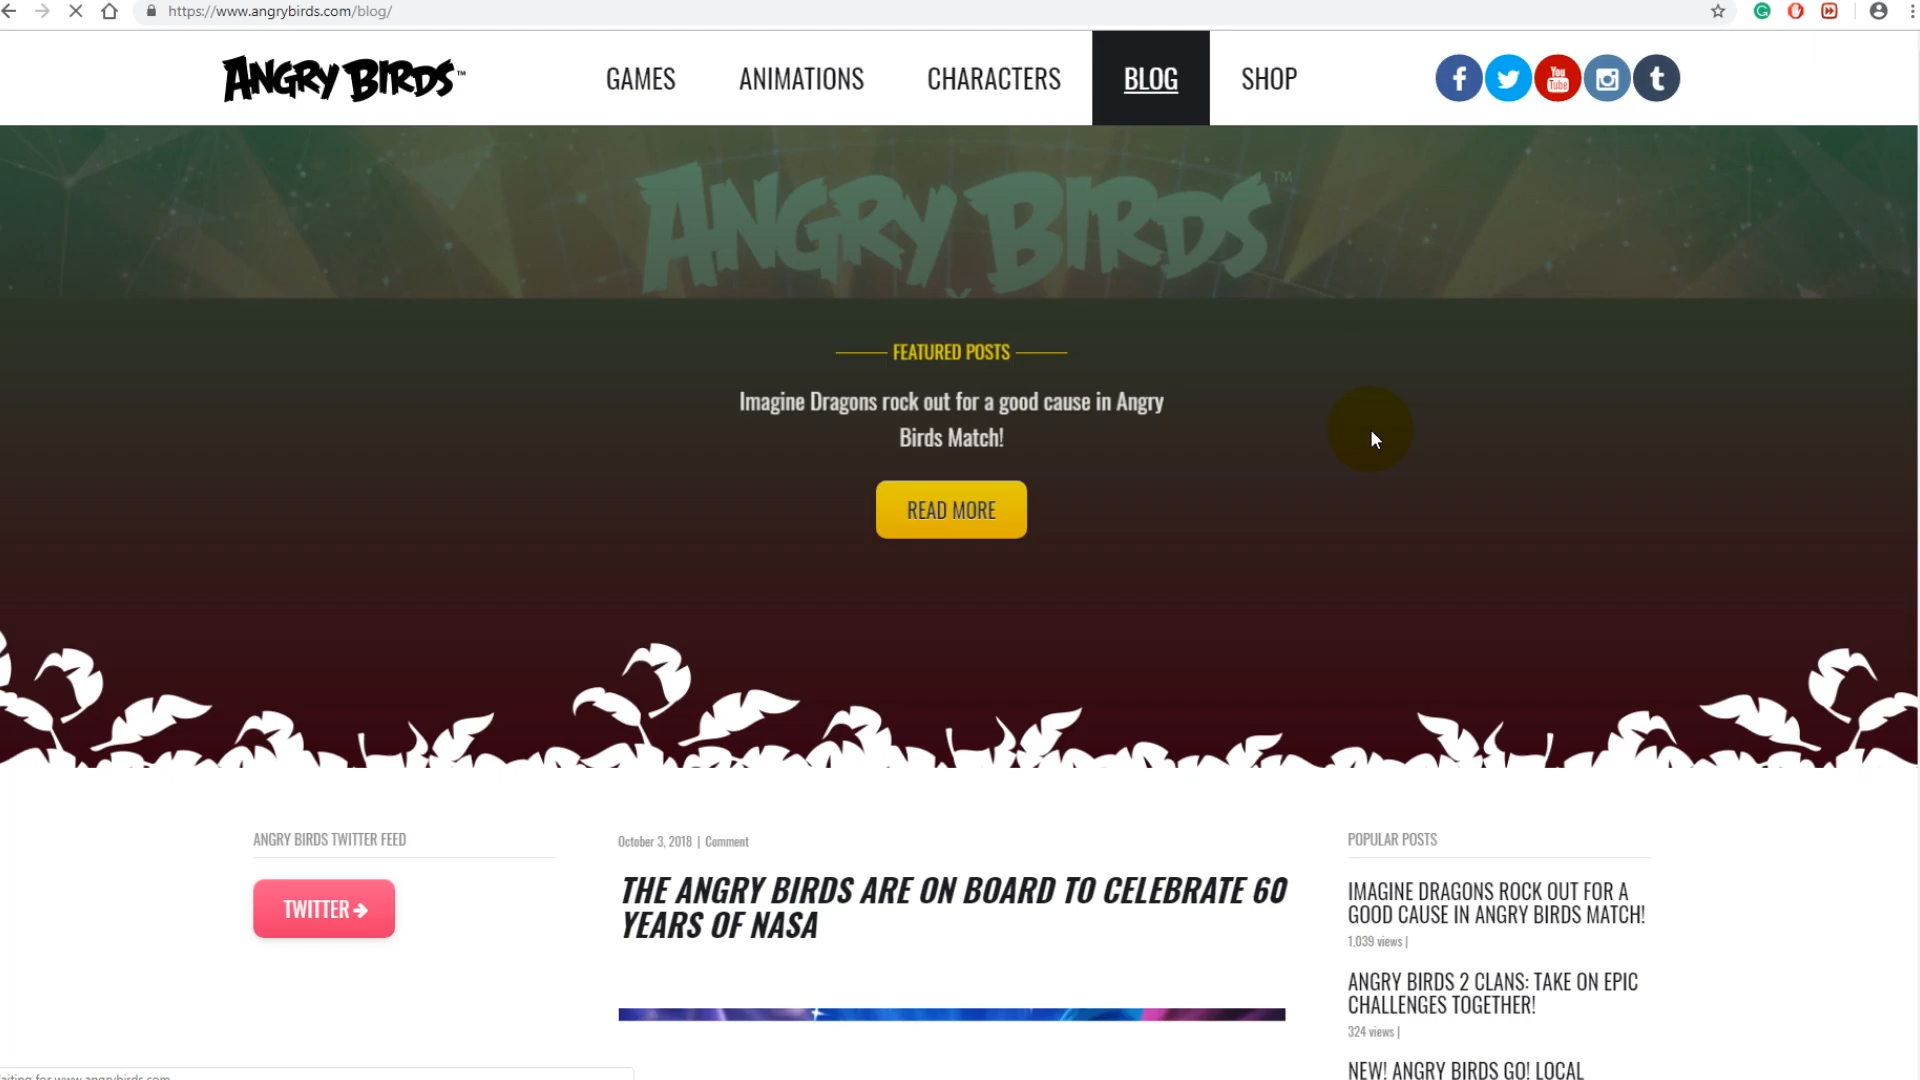 https://www.angrybirds.com/blog/
ANGRY BIRDS™
GAMES
ANIMATIONS
CHARACTERS
BLOG
SHOP
f
You
Tube
t
ANGRY BIRDS™
FEATURED POSTS
Imagine Dragons rock out for a good cause in Angry
Birds Match!
READ MORE
ANGRY BIRDS TWITTER FEED
TWITTER
October 3, 2018 | Comment
THE ANGRY BIRDS ARE ON BOARD TO CELEBRATE 60
YEARS OF NASA
POPULAR POSTS
IMAGINE DRAGONS ROCK OUT FOR A
GOOD CAUSE IN ANGRY BIRDS MATCH!
1,039 views |
ANGRY BIRDS 2 CLANS: TAKE ON EPIC
CHALLENGES TOGETHER!
324 views |
NEW! ANGRY BIRDS GO! LOCAL